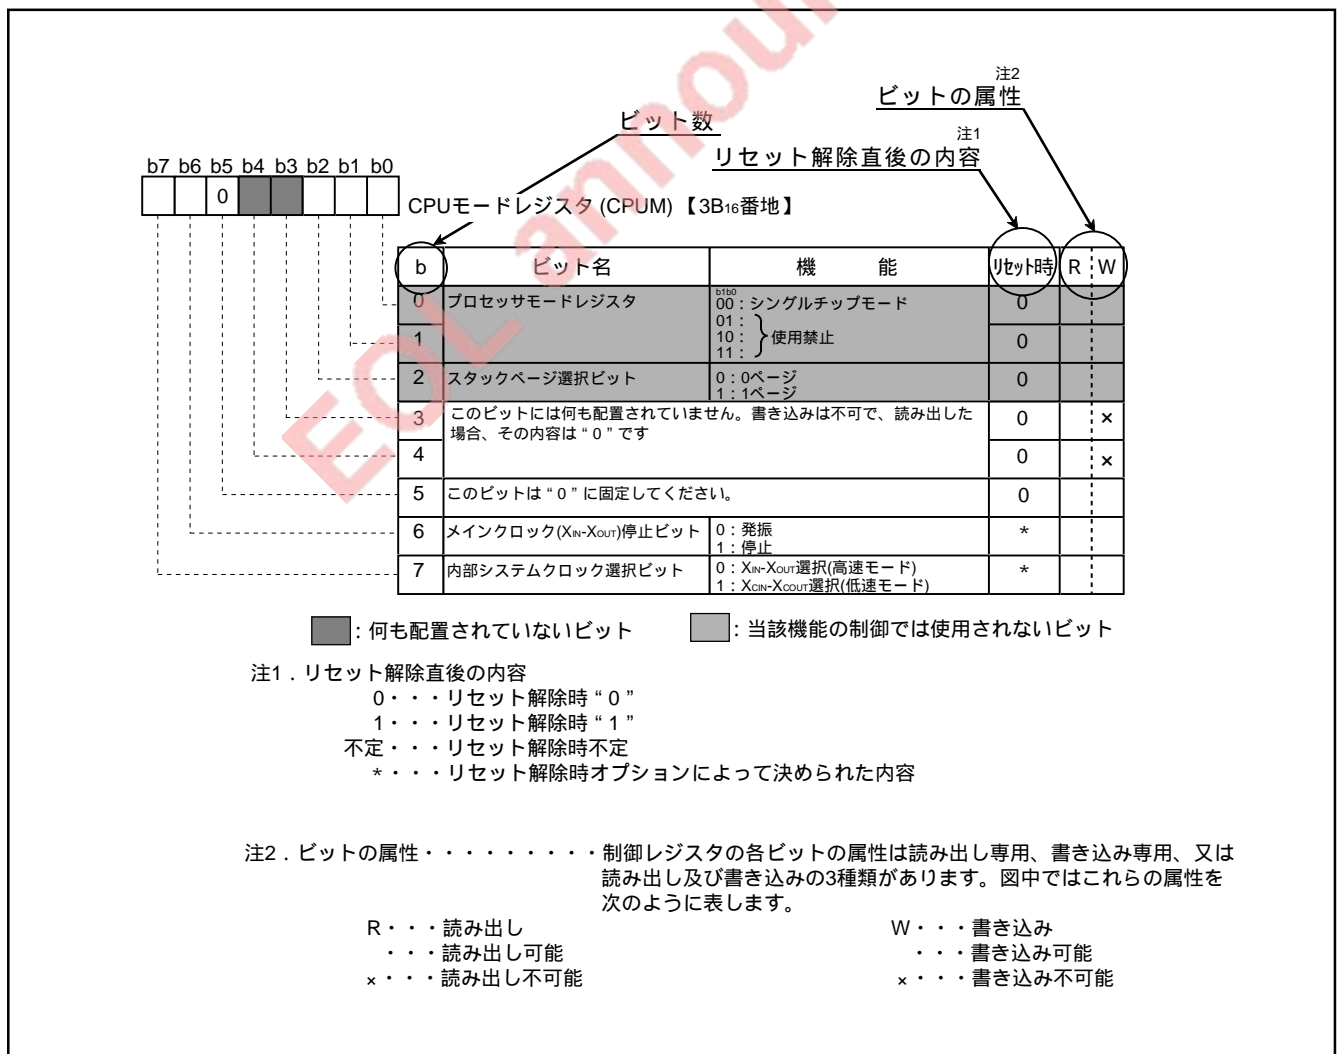 注2
ビットの属性
ビット数
注1
リセット解除直後の内容
b7 b6 b5 b4 b3 b2 b1 b0
0
CPUモードレジスタ (CPUM) 【3B16番地】
b ビット名 機 能 リセット時 R W
0 プロセッサモードレジスタ b1b0
00：シングルチップモード 0
01：
1 10： 使用禁止 0
11：
2 スタックページ選択ビット 0：0ページ 0
1：1ページ
3 このビットには何も配置されていません。書き込みは不可で、読み出した 0 ×
場合、その内容は“0”です
4 0 ×
5 このビットは“0”に固定してください。 0
6 メインクロック(XIN-XOUT)停止ビット 0：発振 *
1：停止
7 内部システムクロック選択ビット 0：XIN-XOUT選択(高速モード) *
1：XCIN-XCOUT選択(低速モード)
：何も配置されていないビット ：当該機能の制御では使用されないビット
注1．リセット解除直後の内容
0・・・リセット解除時“0”
1・・・リセット解除時“1”
不定・・・リセット解除時不定
*・・・リセット解除時オプションによって決められた内容
注2．ビットの属性・・・・・・・・・制御レジスタの各ビットの属性は読み出し専用、書き込み専用、又は
読み出し及び書き込みの3種類があります。図中ではこれらの属性を
次のように表します。
R・・・読み出し W・・・書き込み
・・・読み出し可能 ・・・書き込み可能
×・・・読み出し不可能 ×・・・書き込み不可能
EOL announ